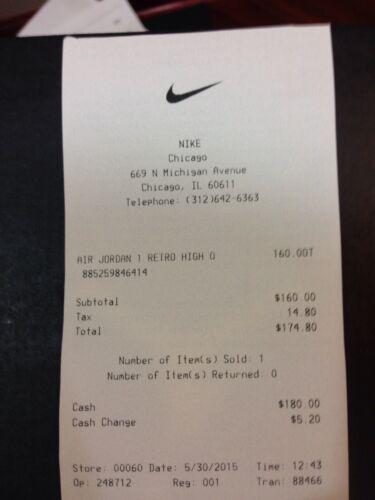 NIKE
Chicago
669 N Michigan Avenue
Chicago, IL 60611
Telephone: (312)642-6363
AIR JORDAN 1 RETRO HIGH O 160.00T
885259846414
Subtotal $160.00
Tax 14.80
Total $174.80
Number of Item(s) Sold: 1
Number of Item(s) Returned: 0
Cash $180.00
Cash Change $5.20
Store: 00060 Date: 5/30/2015 Time: 12:43
Op: 248712 Reg: 001 Tran: 88466